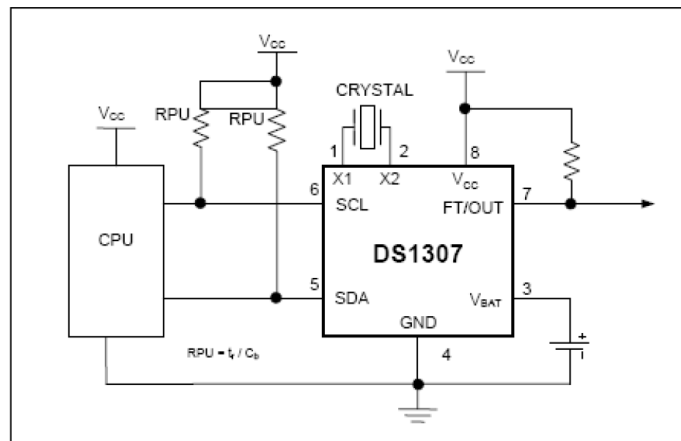 VCC
VCC
CRYSTAL
RPU
RPU
VCC
1
2
8
X1
X2
VCC
6
SCL
FT/OUT
7
CPU
DS1307
5
SDA
VBAT
3
+
GND
RPU = tr / Cb
4